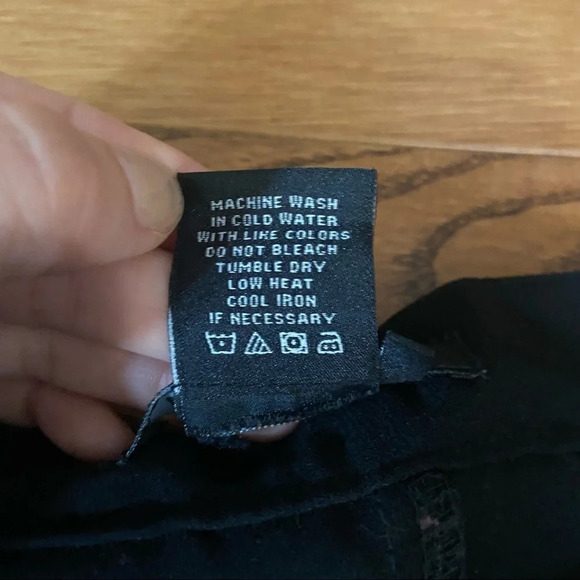 MACHINE WASH
IN COLD WATER
WITH LIKE COLORS
DO NOT BLEACH
TUMBLE DRY
LOW HEAT
COOL IRON
IF NECESSARY